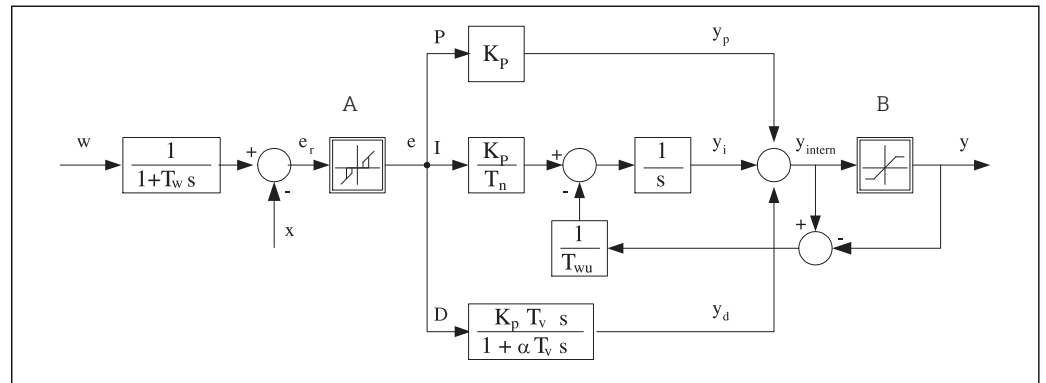 P
K_P
y_p
A
B
w
1
1+T_w s
+
-
e_r
x
e
I
K_P
T_n
+
-
1
s
y_i
y_intern
y
1
T_wu
+
-
D
K_p T_v s
1 + α T_v s
y_d